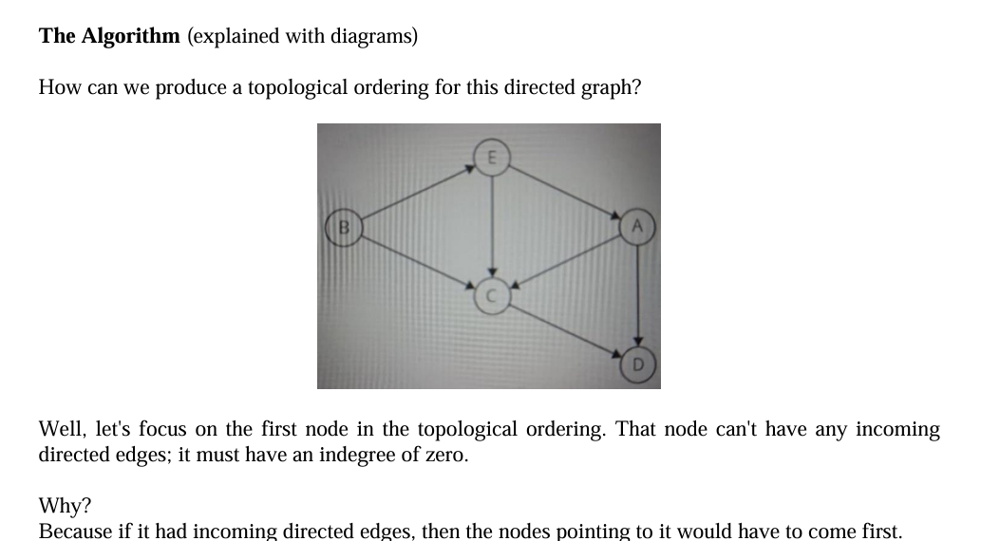 The Algorithm (explained with diagrams)
How can we produce a topological ordering for this directed graph?
E
B
A
C
D
Well, let's focus on the first node in the topological ordering. That node can't have any incoming
directed edges; it must have an indegree of zero.
Why?
Because if it had incoming directed edges, then the nodes pointing to it would have to come first.